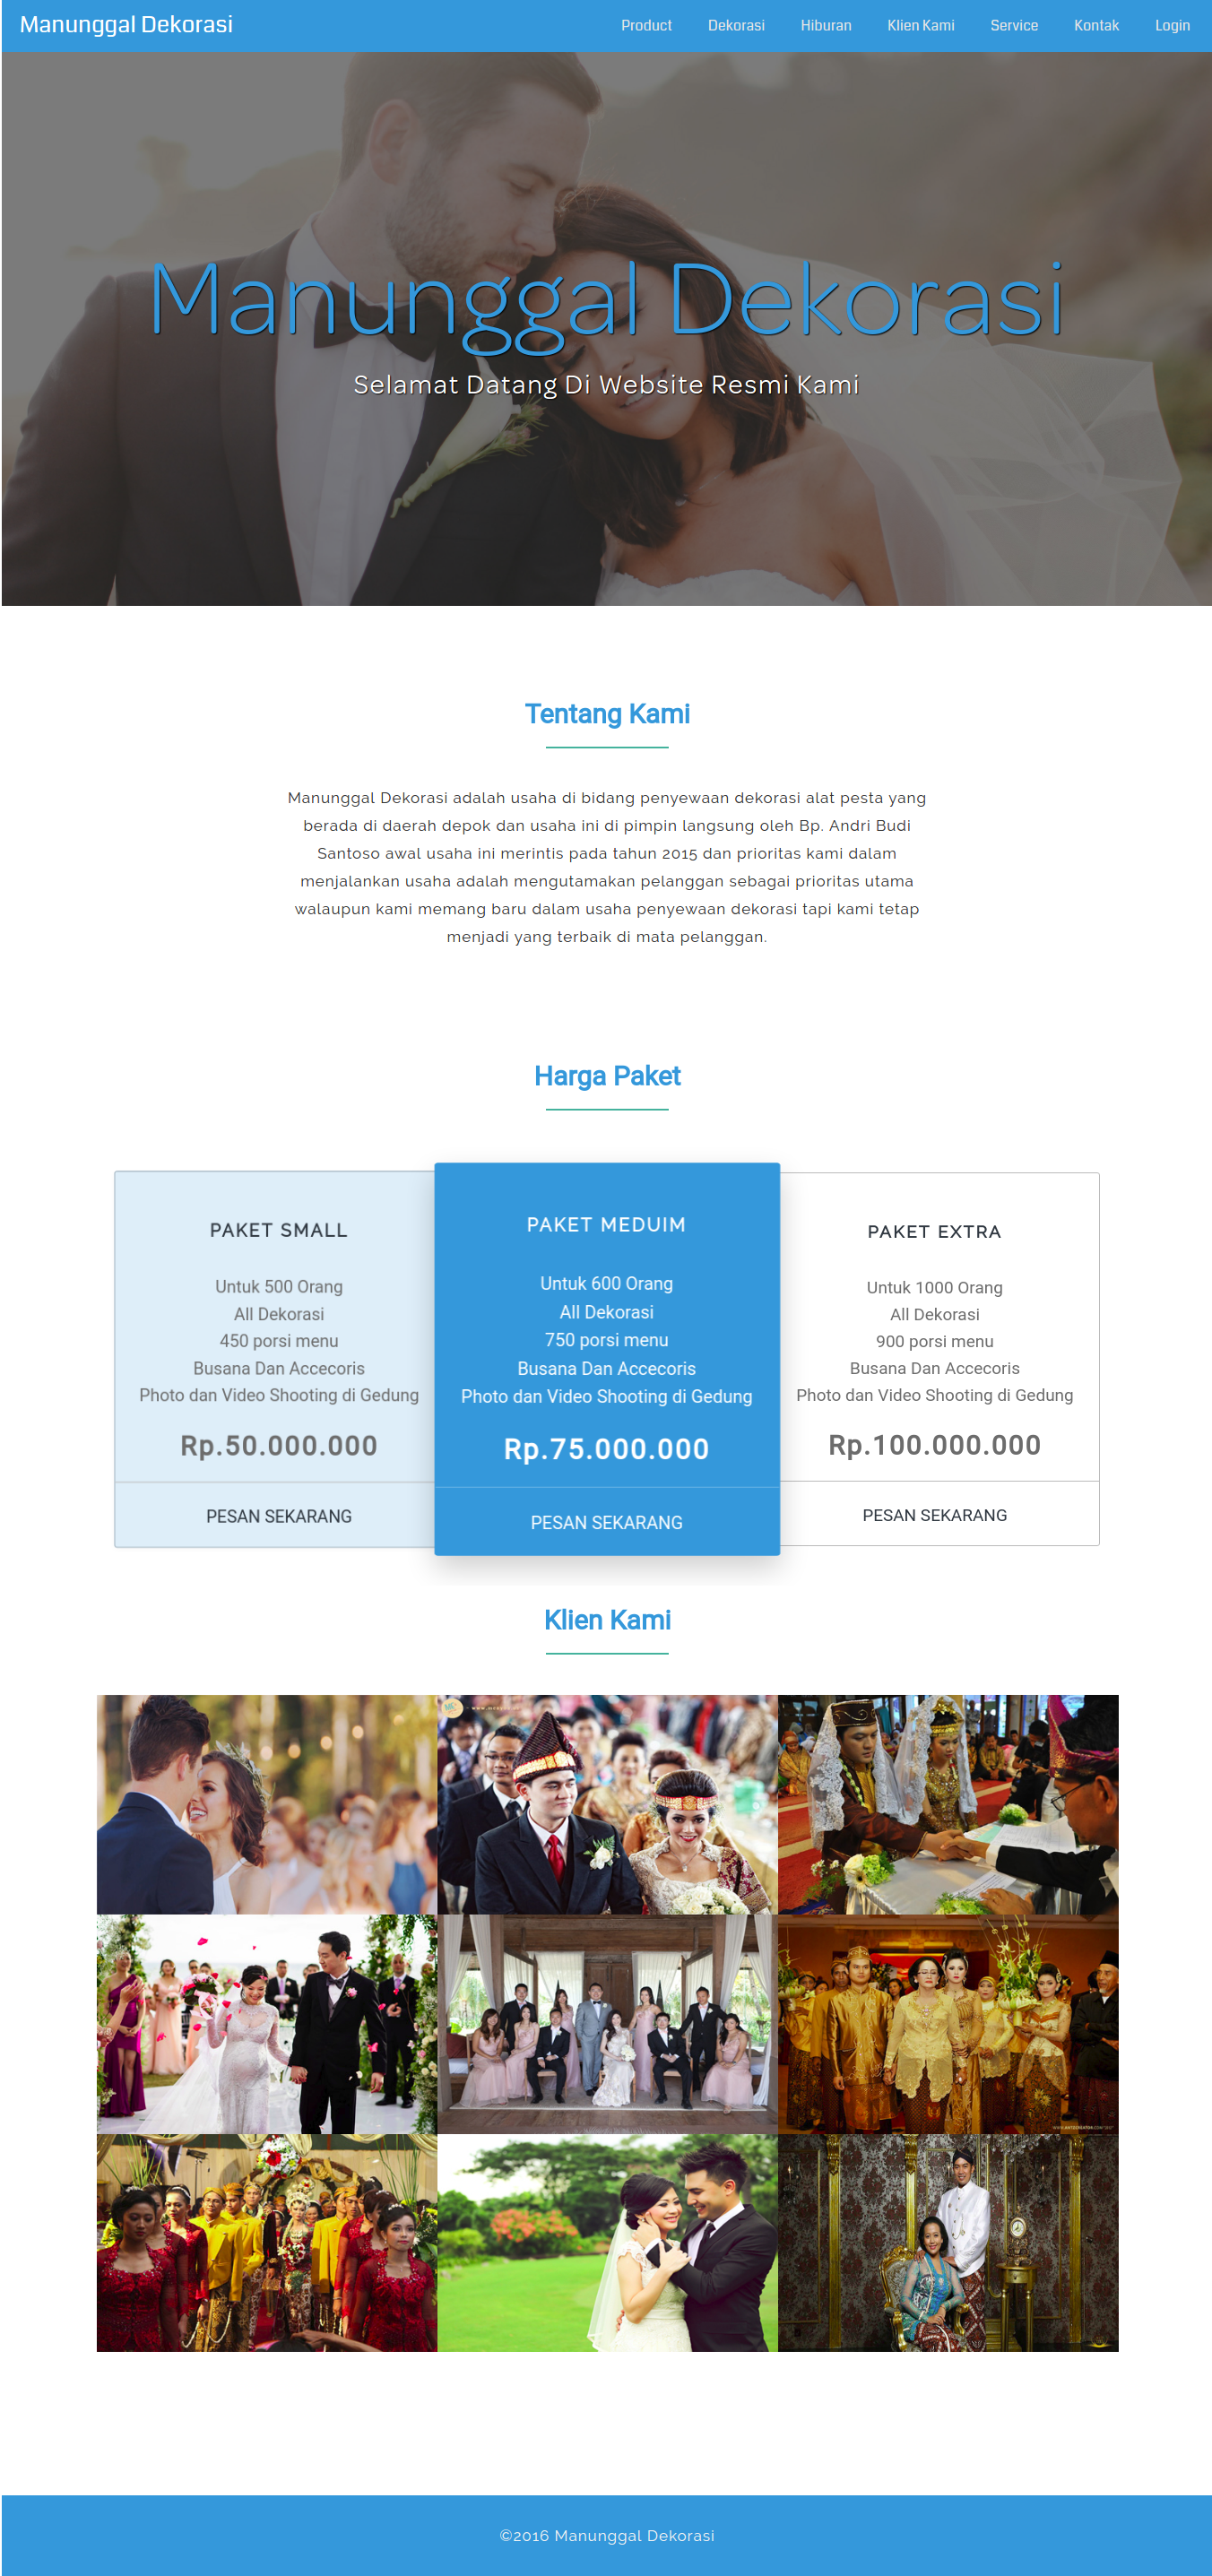 Manunggal Dekorasi
Product Dekorasi Hiburan Klien Kami Service Kontak Login
Manunggal Dekorasi
Selamat Datang Di Website Resmi Kami
Tentang Kami
Manunggal Dekorasi adalah usaha di bidang penyewaan dekorasi alat pesta yang
berada di daerah depok dan usaha ini di pimpin langsung oleh Bp. Andri Budi
Santoso awal usaha ini merintis pada tahun 2015 dan prioritas kami dalam
menjalankan usaha adalah mengutamakan pelanggan sebagai prioritas utama
walaupun kami memang baru dalam usaha penyewaan dekorasi tapi kami tetap
menjadi yang terbaik di mata pelanggan.
Harga Paket
PAKET SMALL
Untuk 500 Orang
All Dekorasi
450 porsi menu
Busana Dan Accecoris
Photo dan Video Shooting di Gedung
Rp.50.000.000
PESAN SEKARANG
PAKET MEDUIM
Untuk 600 Orang
All Dekorasi
750 porsi menu
Busana Dan Accecoris
Photo dan Video Shooting di Gedung
Rp.75.000.000
PESAN SEKARANG
PAKET EXTRA
Untuk 1000 Orang
All Dekorasi
900 porsi menu
Busana Dan Accecoris
Photo dan Video Shooting di Gedung
Rp.100.000.000
PESAN SEKARANG
Klien Kami
©2016 Manunggal Dekorasi